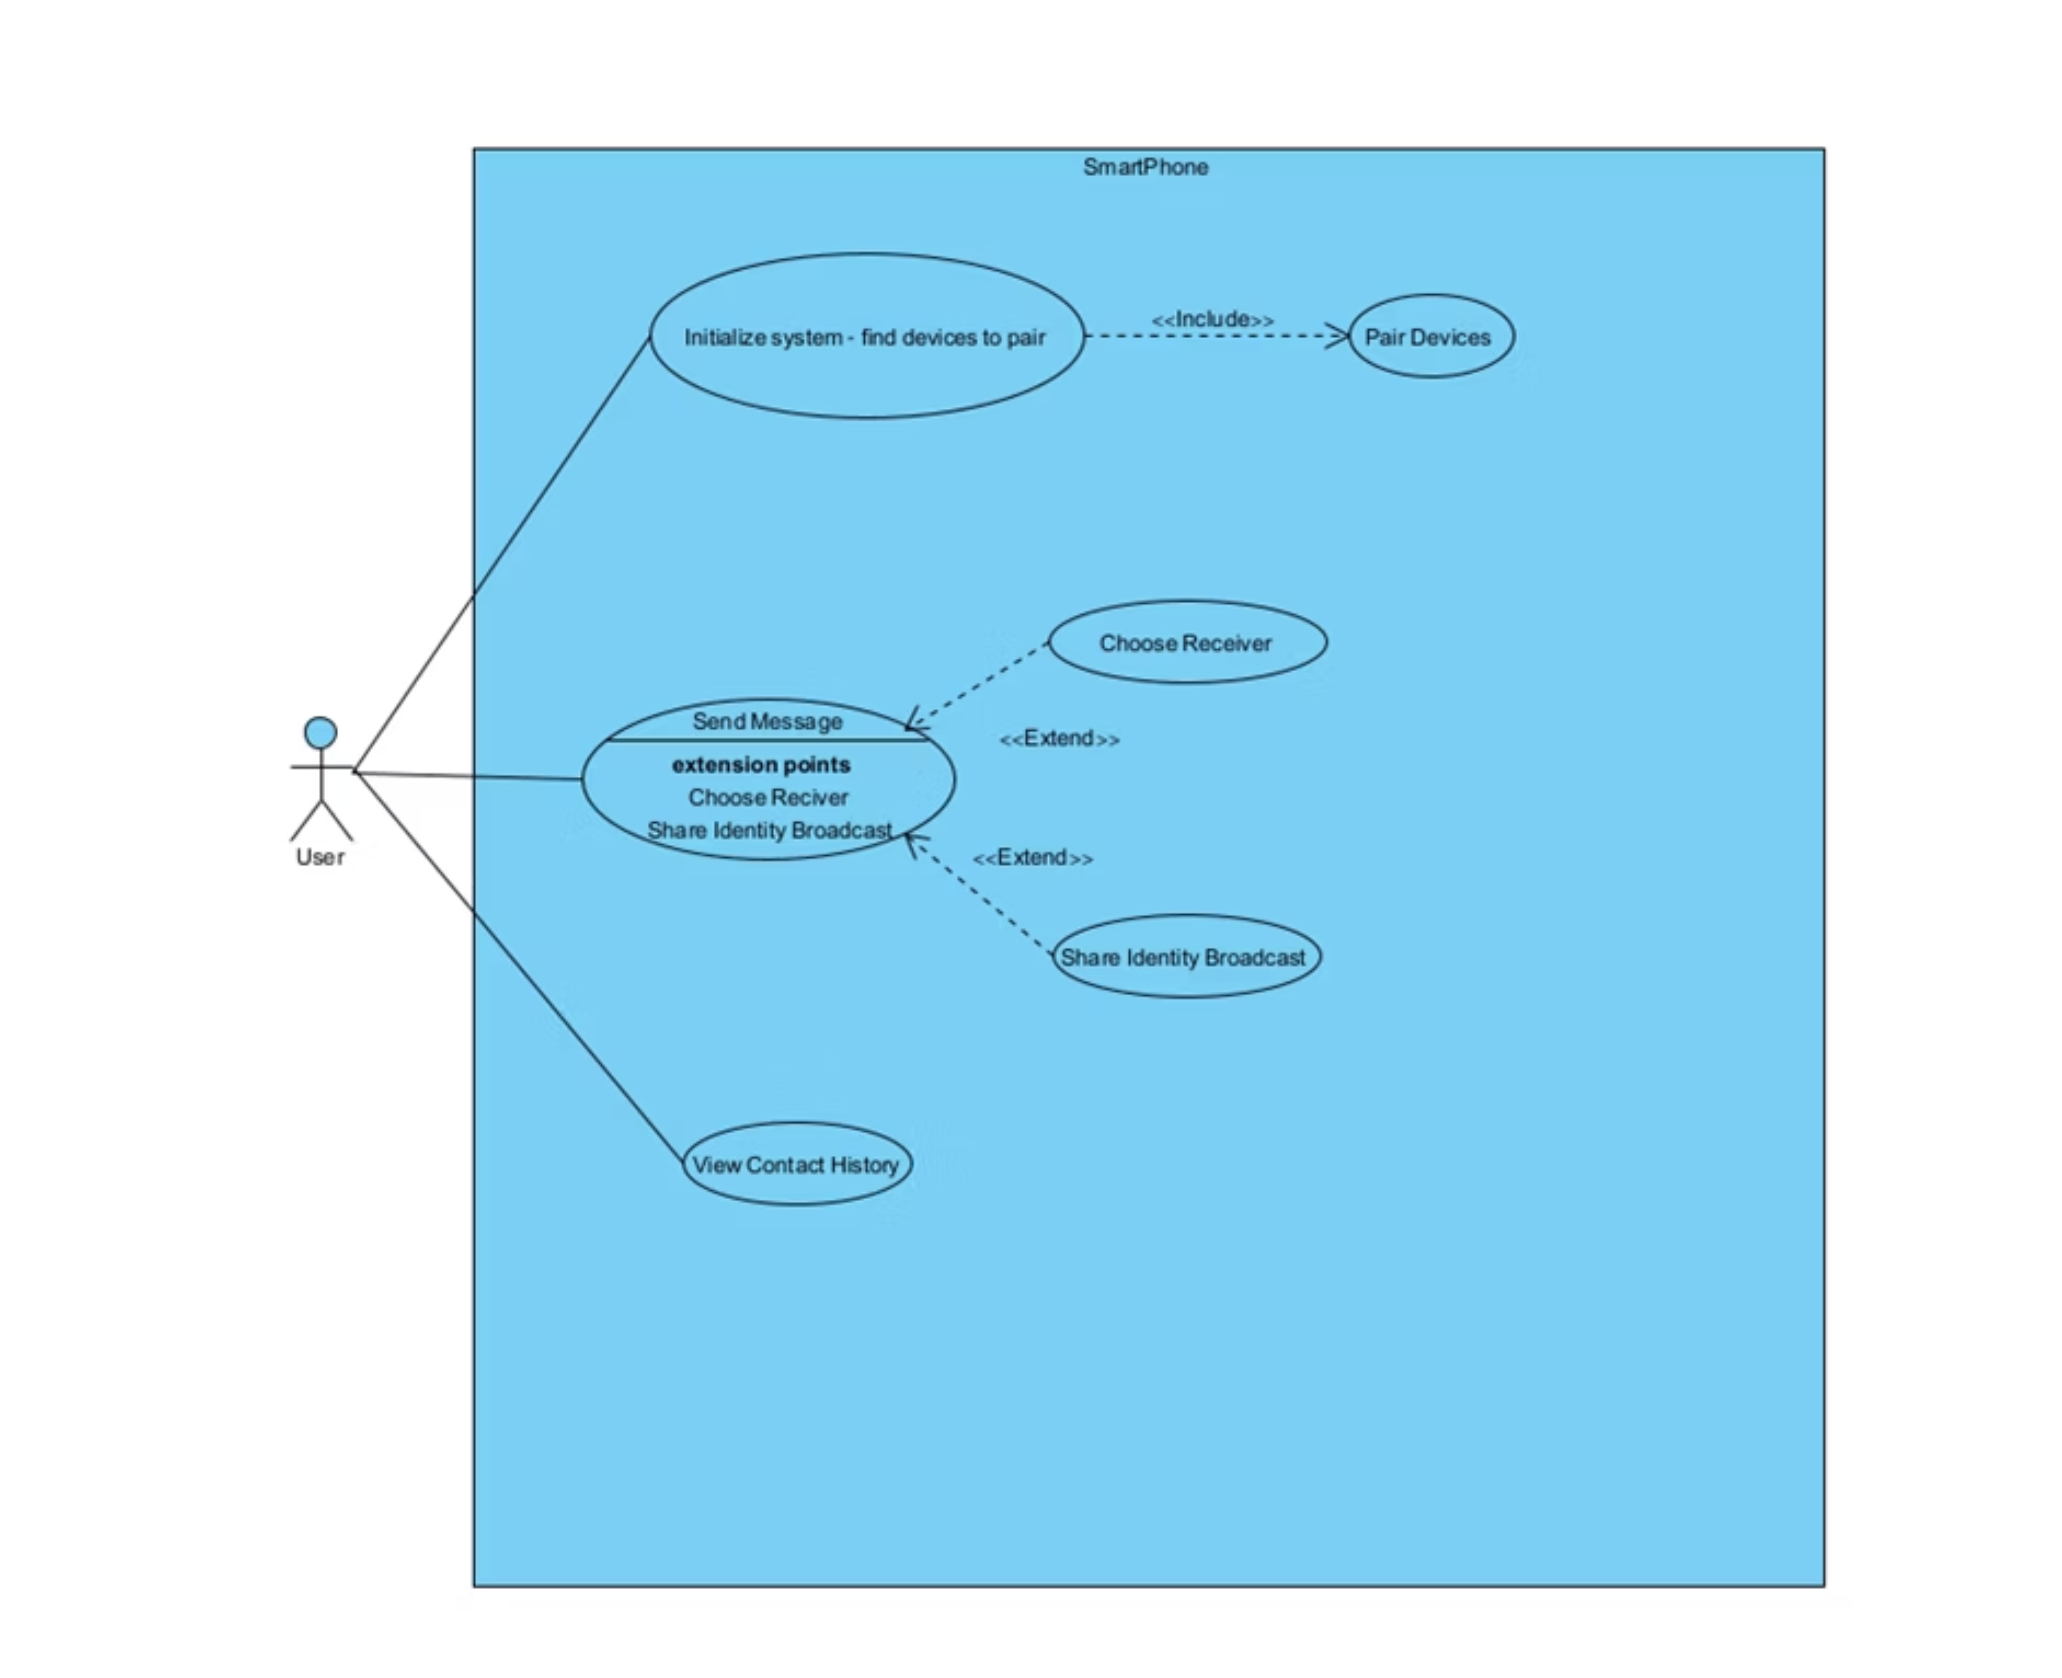 SmartPhone
Initialize system - find devices to pair
<<Include>>
Pair Devices
Choose Receiver
Send Message
<<Extend>>
extension points
Choose Reciver
Share Identity Broadcast
<<Extend>>
User
Share Identity Broadcast
View Contact History